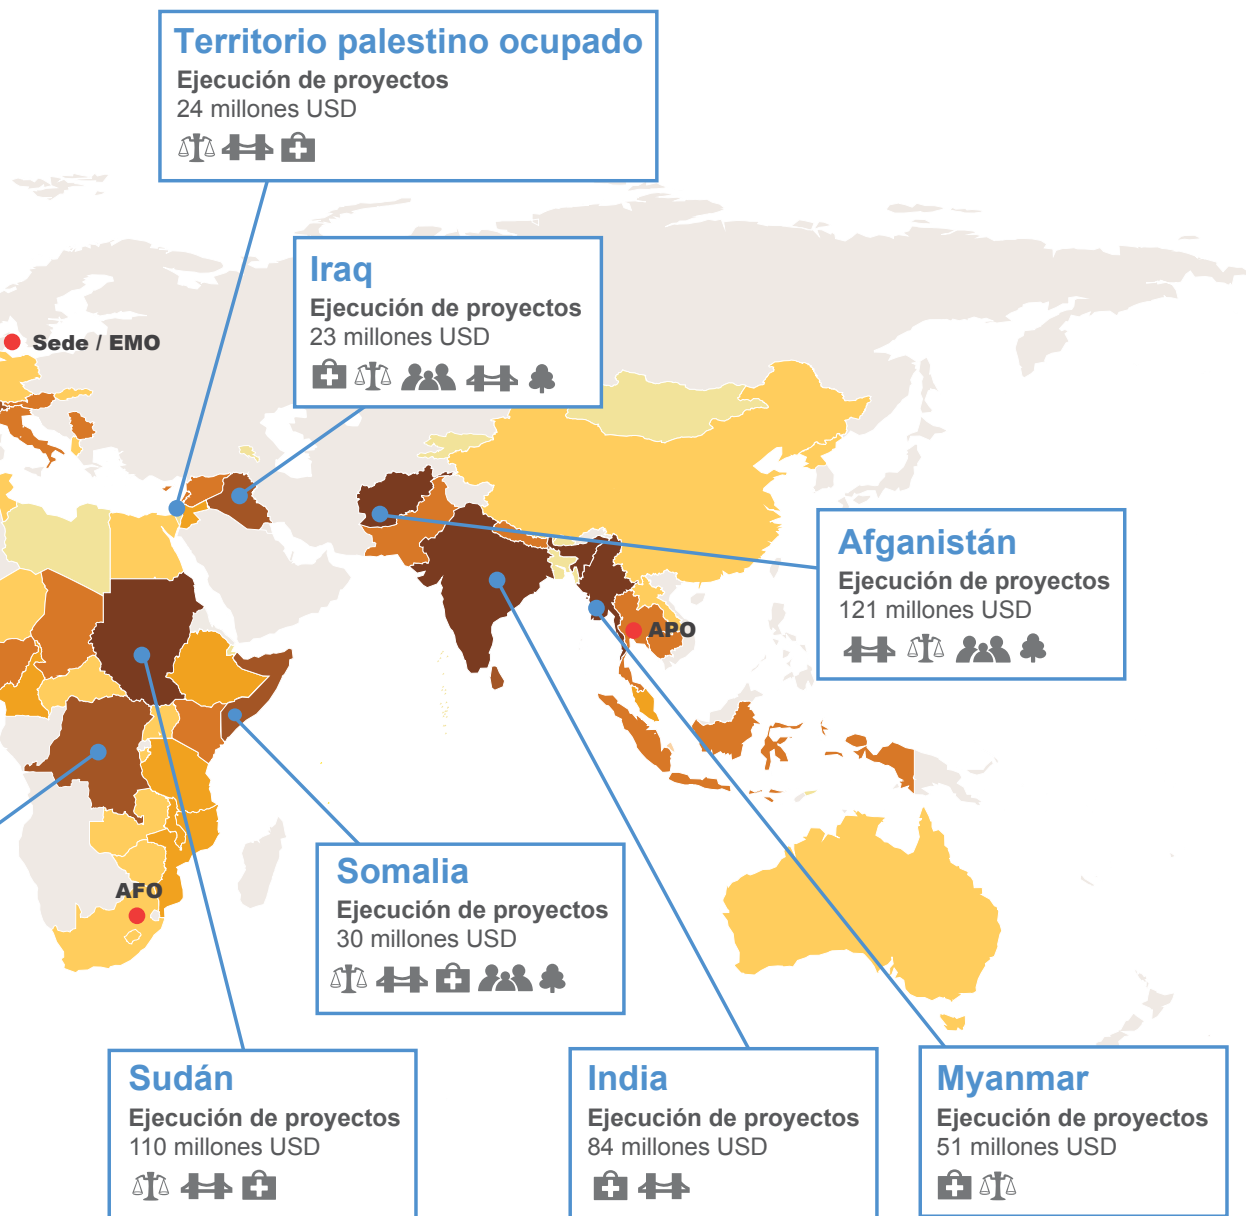 Territorio palestino ocupado
Ejecución de proyectos
24 millones USD
Iraq
Ejecución de proyectos
23 millones USD
Sede / EMO
Afganistán
Ejecución de proyectos
121 millones USD
APO
Somalia
Ejecución de proyectos
30 millones USD
AFO
Sudán
Ejecución de proyectos
110 millones USD
India
Ejecución de proyectos
84 millones USD
Myanmar
Ejecución de proyectos
51 millones USD